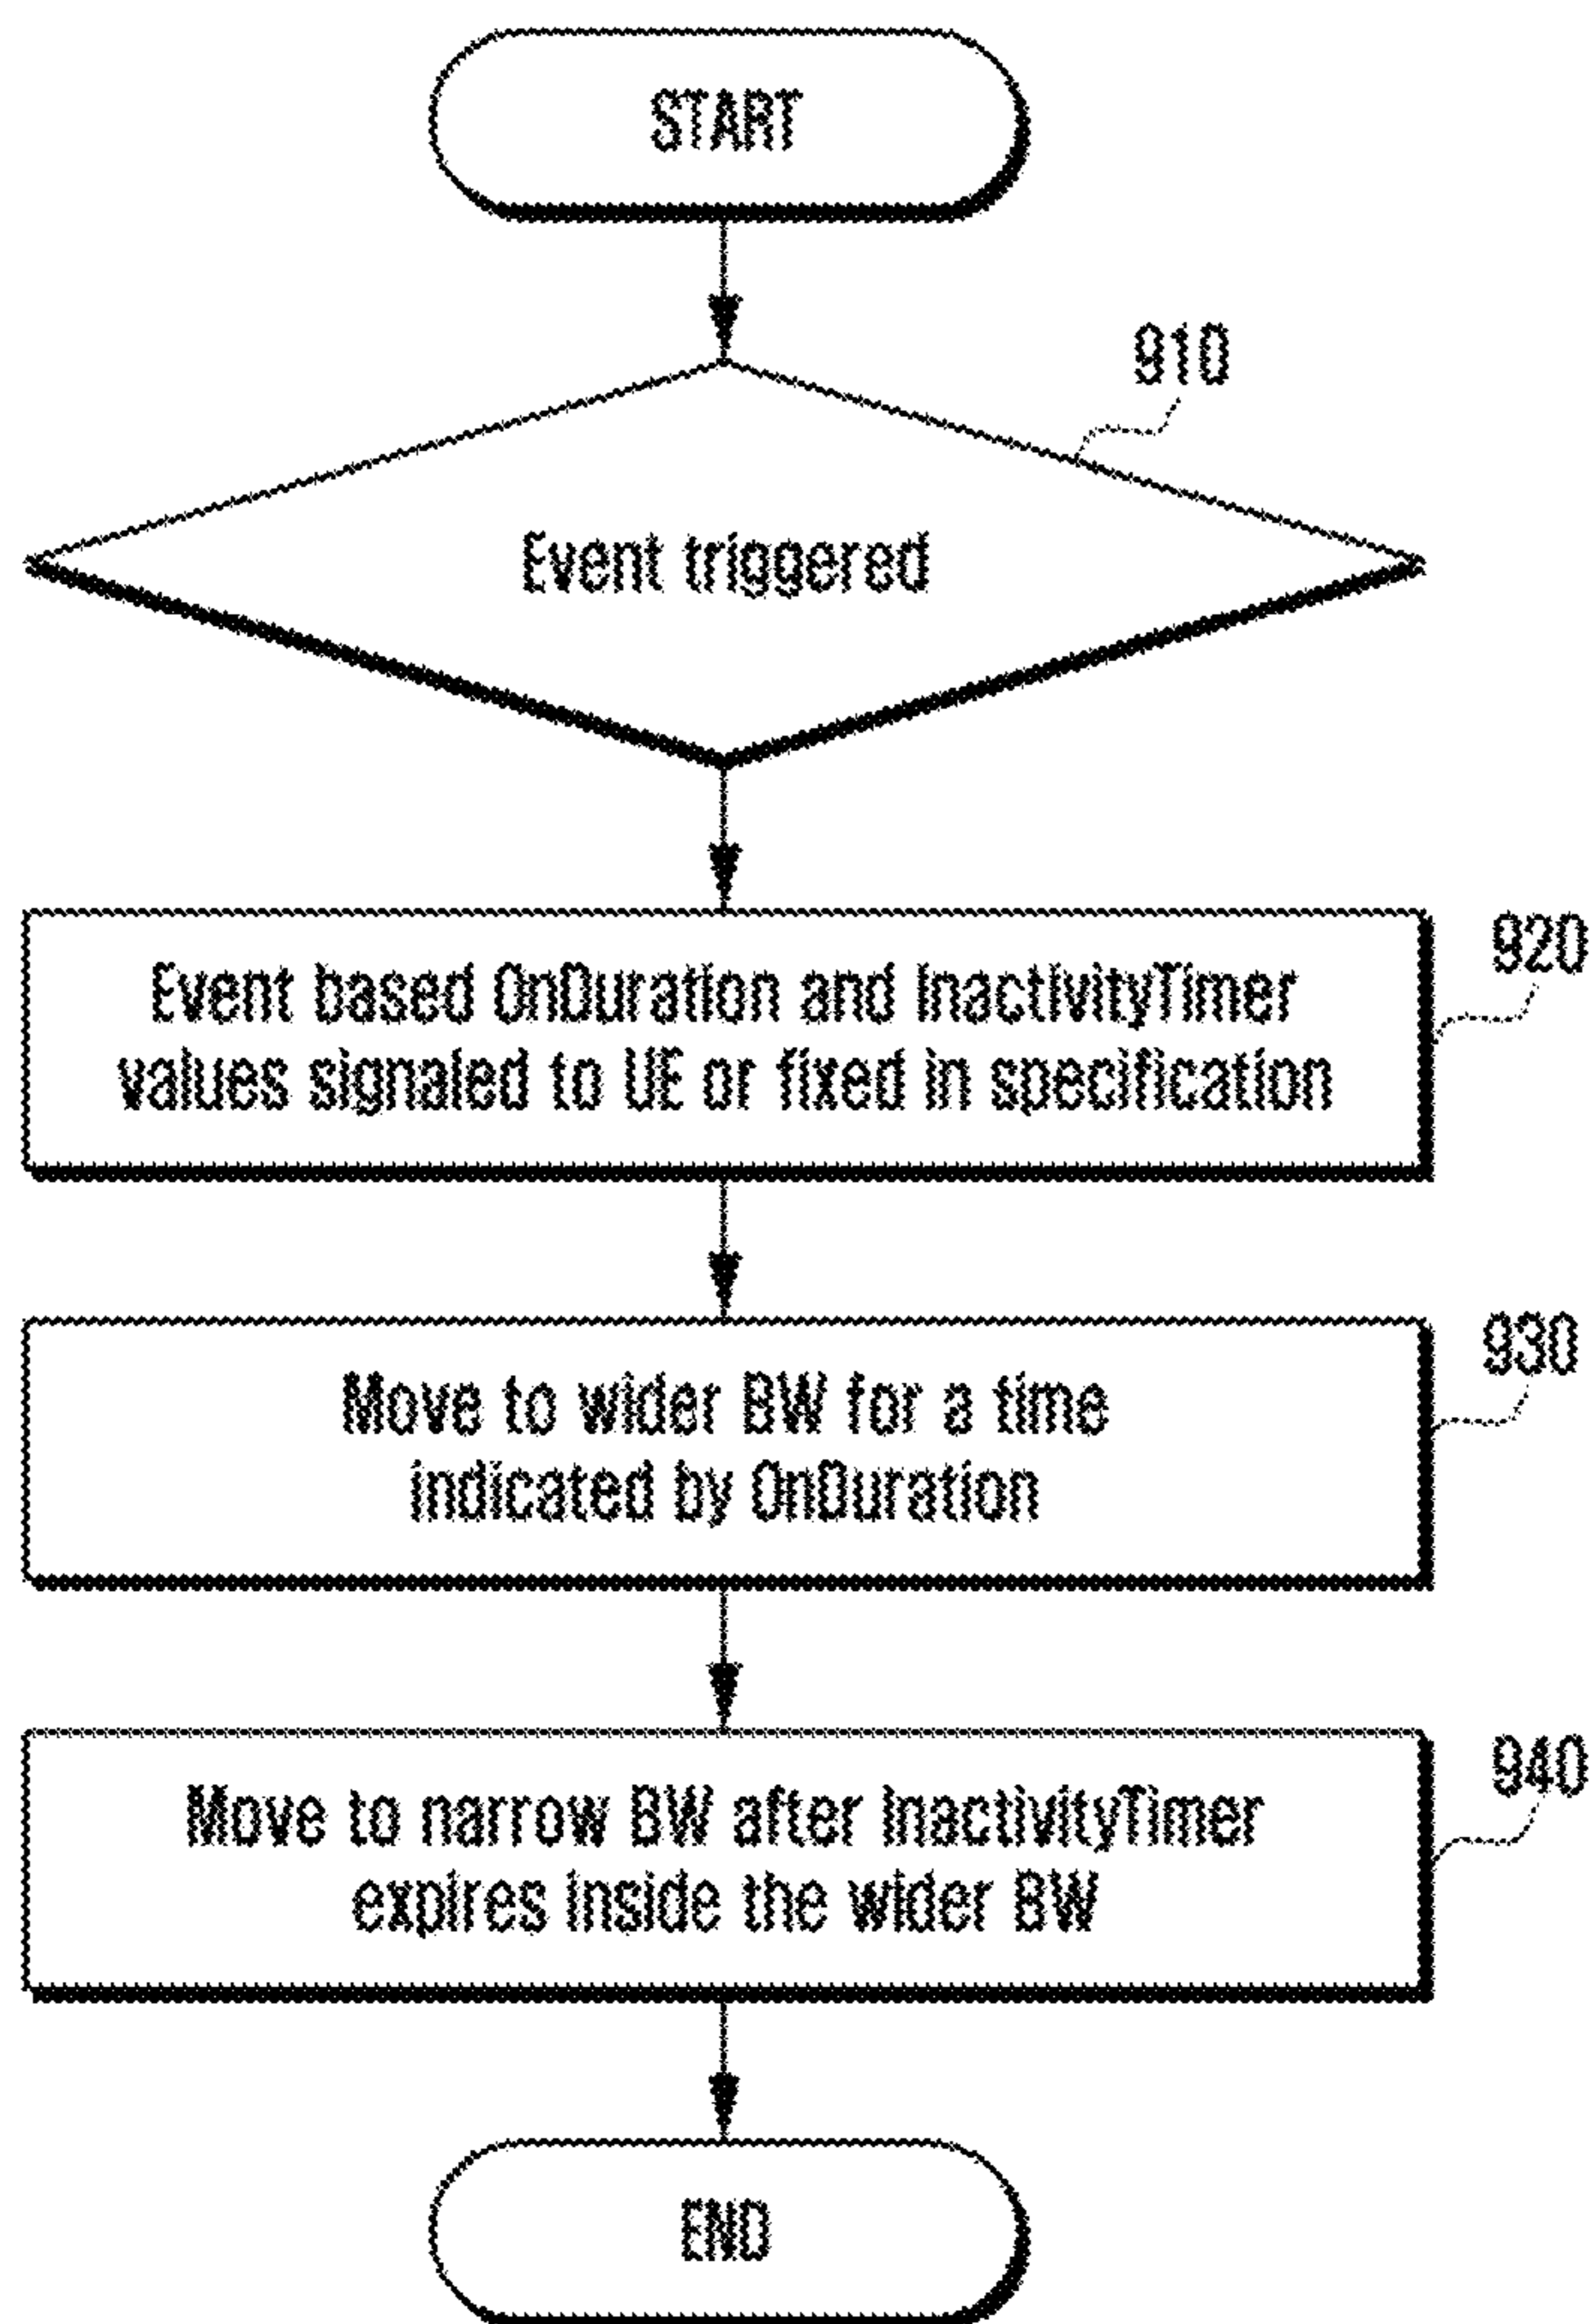 START
910
Event triggered
920
Event based OnDuration and InactivityTimer
values signaled to UE or fixed in specification
930
Move to wider BW for a time
indicated by OnDuration
940
Move to narrow BW after InactivityTimer
expires inside the wider BW
END